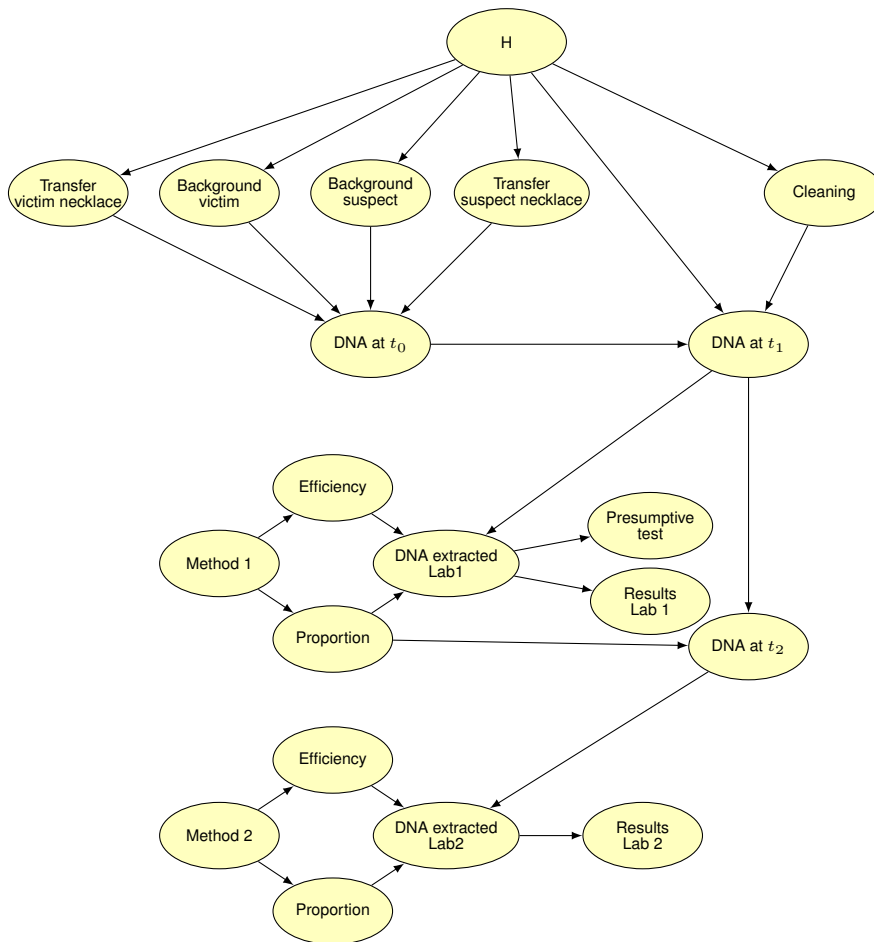 H
Transfer
victim necklace
Background
victim
Background
suspect
Transfer
suspect necklace
Cleaning
DNA at t₀
DNA at t₁
Efficiency
Presumptive
test
Method 1
DNA extracted
Lab1
Results
Lab 1
Proportion
DNA at t₂
Efficiency
Method 2
DNA extracted
Lab2
Results
Lab 2
Proportion